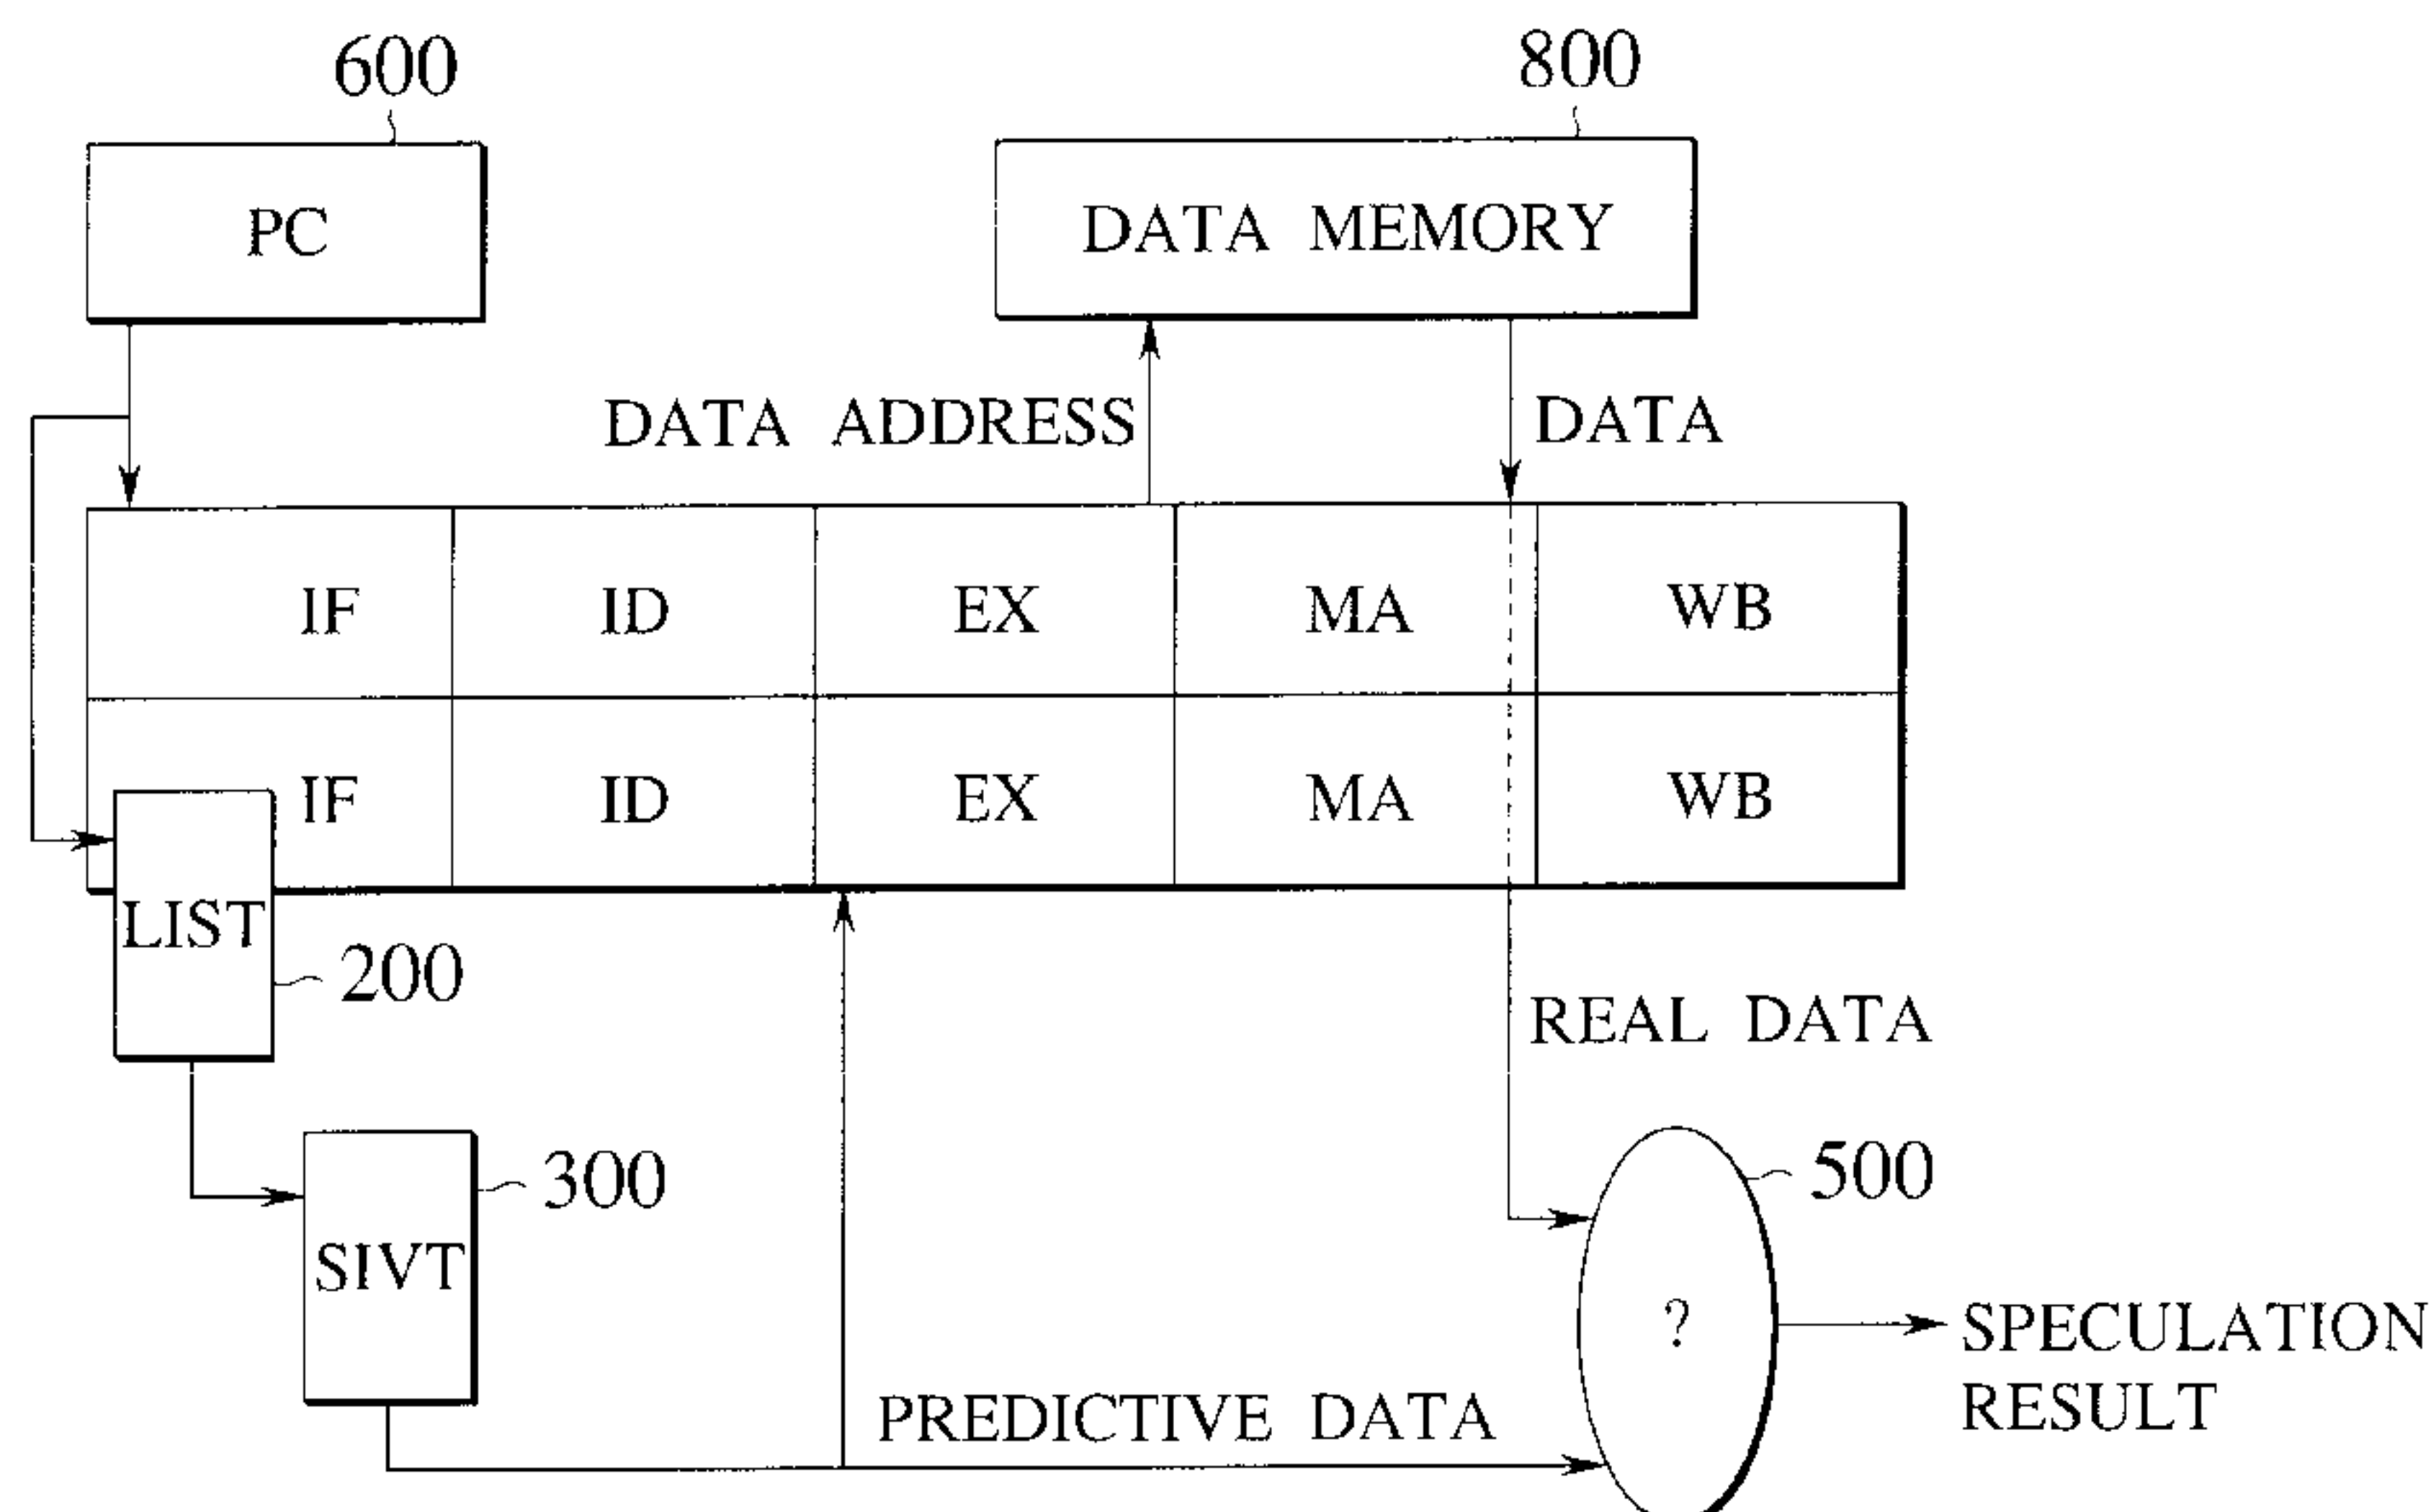 600
800
PC
DATA MEMORY
DATA ADDRESS
DATA
IF ID EX MA WB
IF ID EX MA WB
LIST
200
REAL DATA
300
500
SIVT
?
SPECULATION
RESULT
PREDICTIVE DATA